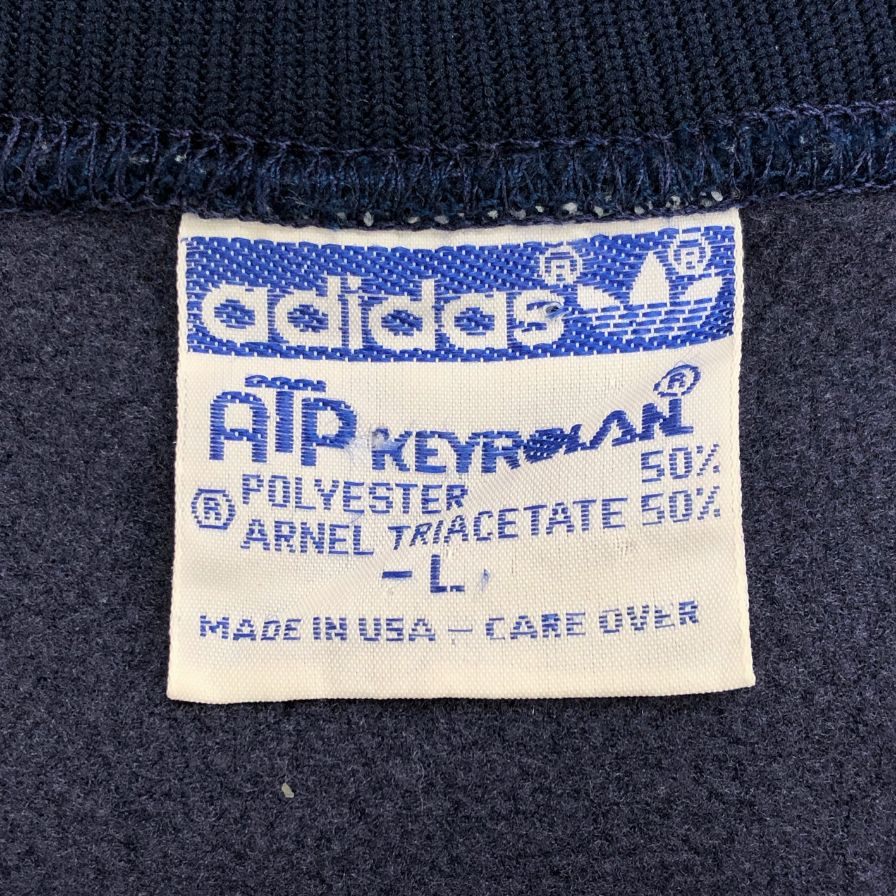 adidas® ®
ATP KEYROLAN®
POLYESTER 50%
® ARNEL TRIACETATE 50%
- L
MADE IN USA - CARE OVER